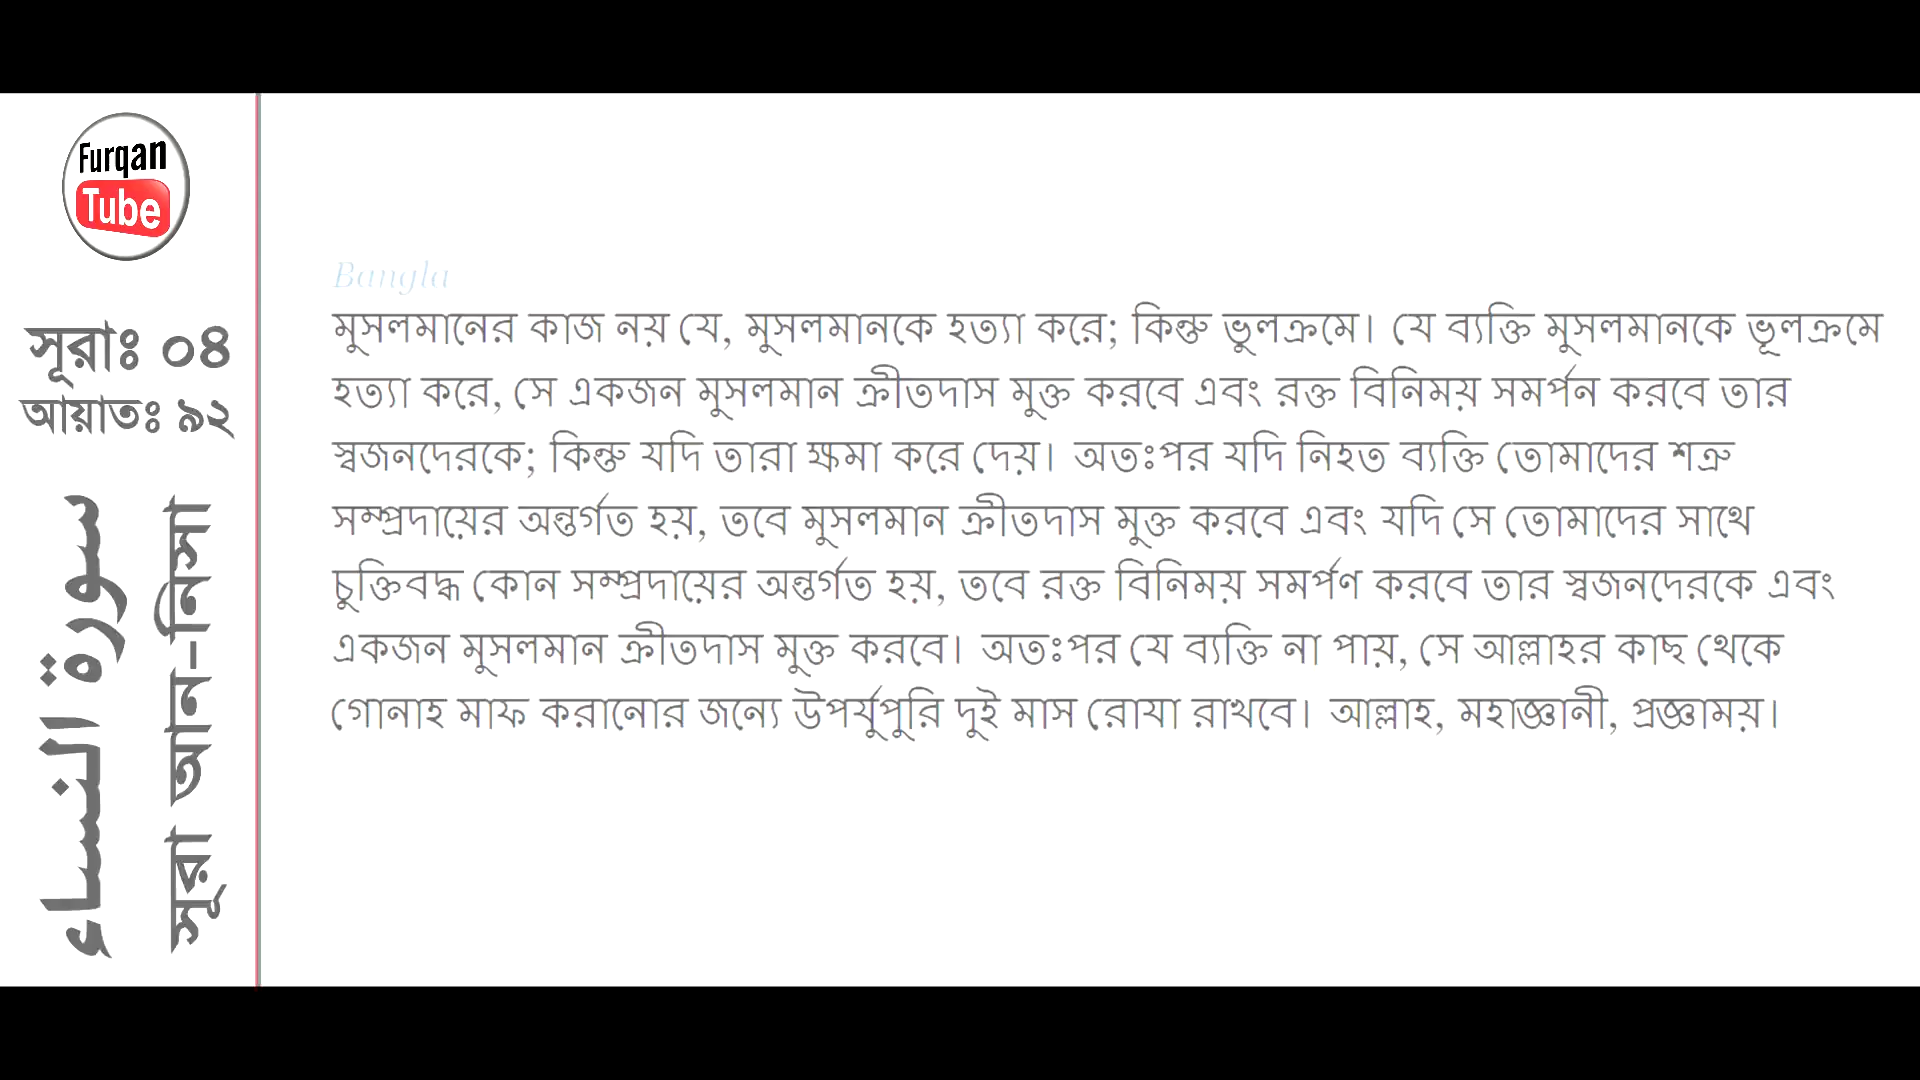 Furqan
Tube
সূরাঃ ০৪
আয়াতঃ ৯২
سورة النساء
সূরা আন-নিসা
Bangla
মুসলমানের কাজ নয় যে, মুসলমানকে হত্যা করে; কিন্তু ভুলক্রমে। যে ব্যক্তি মুসলমানকে ভূলক্রমে
হত্যা করে, সে একজন মুসলমান ক্রীতদাস মুক্ত করবে এবং রক্ত বিনিময় সমর্পন করবে তার
স্বজনদেরকে; কিন্তু যদি তারা ক্ষমা করে দেয়। অতঃপর যদি নিহত ব্যক্তি তোমাদের শত্রু
সম্প্রদায়ের অন্তর্গত হয়, তবে মুসলমান ক্রীতদাস মুক্ত করবে এবং যদি সে তোমাদের সাথে
চুক্তিবদ্ধ কোন সম্প্রদায়ের অন্তর্গত হয়, তবে রক্ত বিনিময় সমর্পণ করবে তার স্বজনদেরকে এবং
একজন মুসলমান ক্রীতদাস মুক্ত করবে। অতঃপর যে ব্যক্তি না পায়, সে আল্লাহর কাছ থেকে
গোনাহ মাফ করানোর জন্যে উপর্যুপুরি দুই মাস রোযা রাখবে। আল্লাহ, মহাজ্ঞানী, প্রজ্ঞাময়।